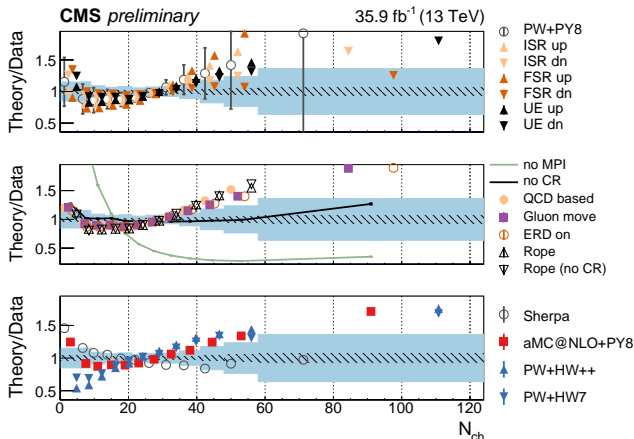 CMS preliminary 35.9 fb⁻¹ (13 TeV)
Theory/Data
1.5
1
0.5
PW+PY8
ISR up
ISR dn
FSR up
FSR dn
UE up
UE dn
Theory/Data
1.5
1
0.5
no MPI
no CR
QCD based
Gluon move
ERD on
Rope
Rope (no CR)
Theory/Data
1.5
1
0.5
Sherpa
aMC@NLO+PY8
PW+HW++
PW+HW7
0 20 40 60 80 100 120
N_ch